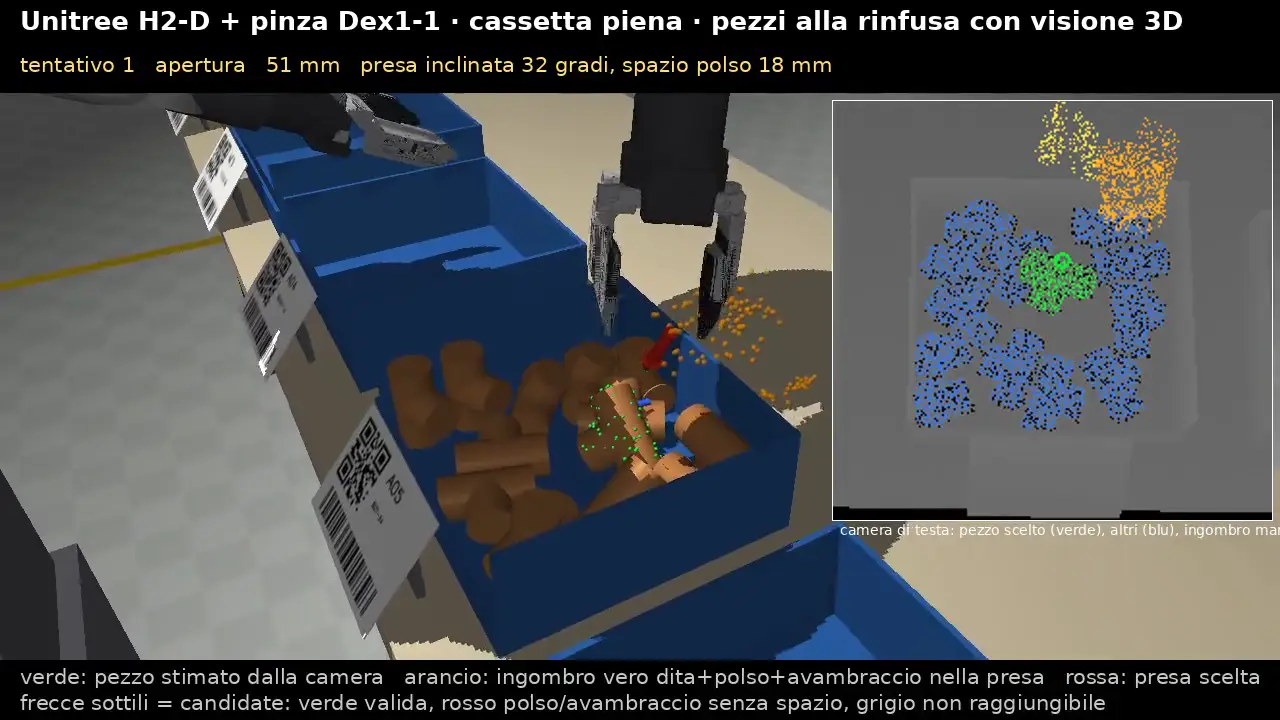 Unitree H2-D + pinza Dex1-1 · cassetta piena · pezzi alla rinfusa con visione 3D
tentativo 1   apertura   51 mm   presa inclinata 32 gradi, spazio polso 18 mm
A05
camera di testa: pezzo scelto (verde), altri (blu), ingombro mar
verde: pezzo stimato dalla camera   arancio: ingombro vero dita+polso+avambraccio nella presa   rossa: presa scelta
frecce sottili = candidate: verde valida, rosso polso/avambraccio senza spazio, grigio non raggiungibile